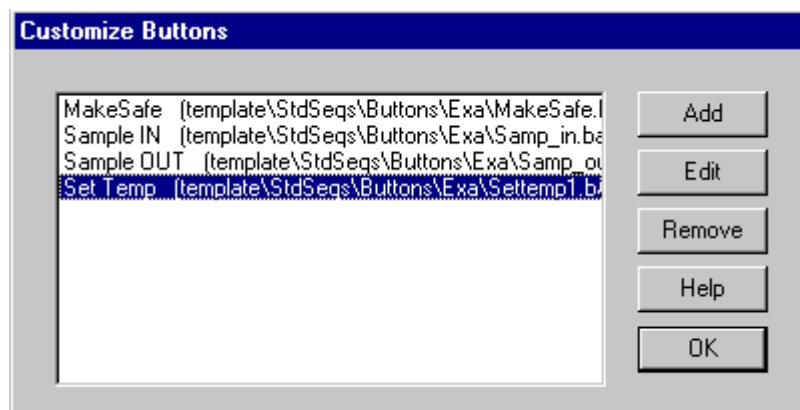 Customize Buttons
MakeSafe (template\StdSeqs\Buttons\Exa\MakeSafe.
Sample IN (template\StdSeqs\Buttons\Exa\Samp_in.ba
Sample OUT (template\StdSeqs\Buttons\Exa\Samp_ou
Set Temp (template\StdSeqs\Buttons\Exa\Settemp1.ba
Add
Edit
Remove
Help
OK